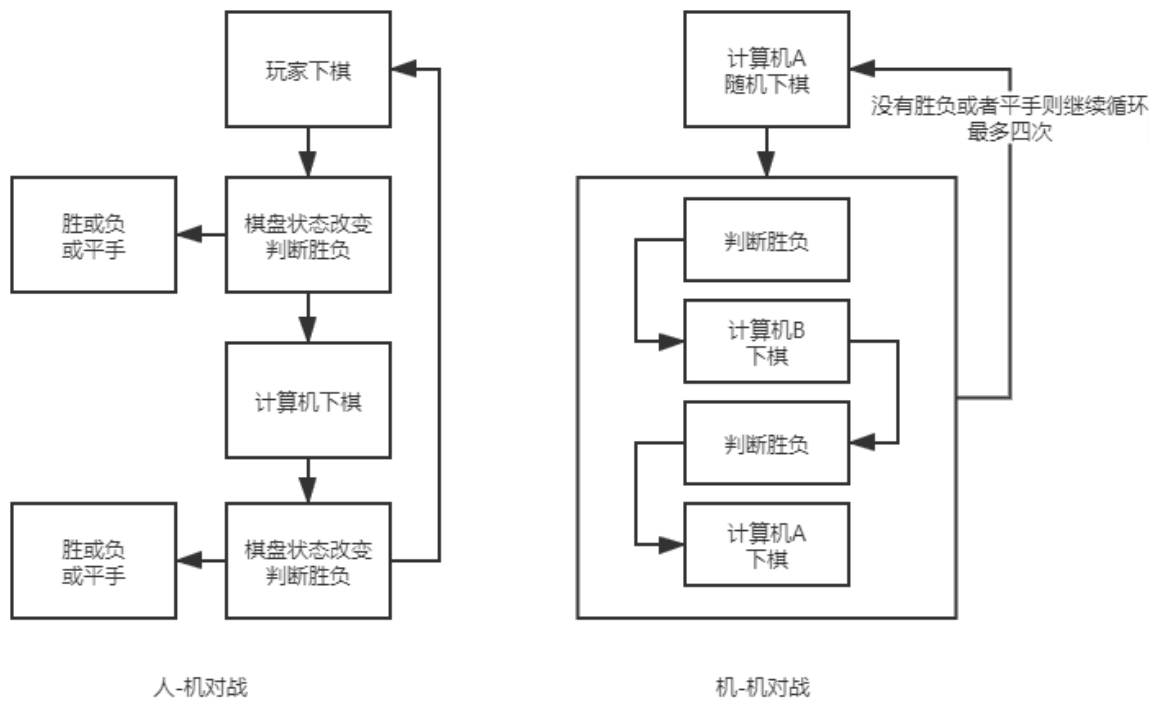 玩家下棋
胜或负
或平手
棋盘状态改变
判断胜负
计算机下棋
胜或负
或平手
棋盘状态改变
判断胜负
人-机对战
计算机A
随机下棋
没有胜负或者平手则继续循环
最多四次
判断胜负
计算机B
下棋
判断胜负
计算机A
下棋
机-机对战